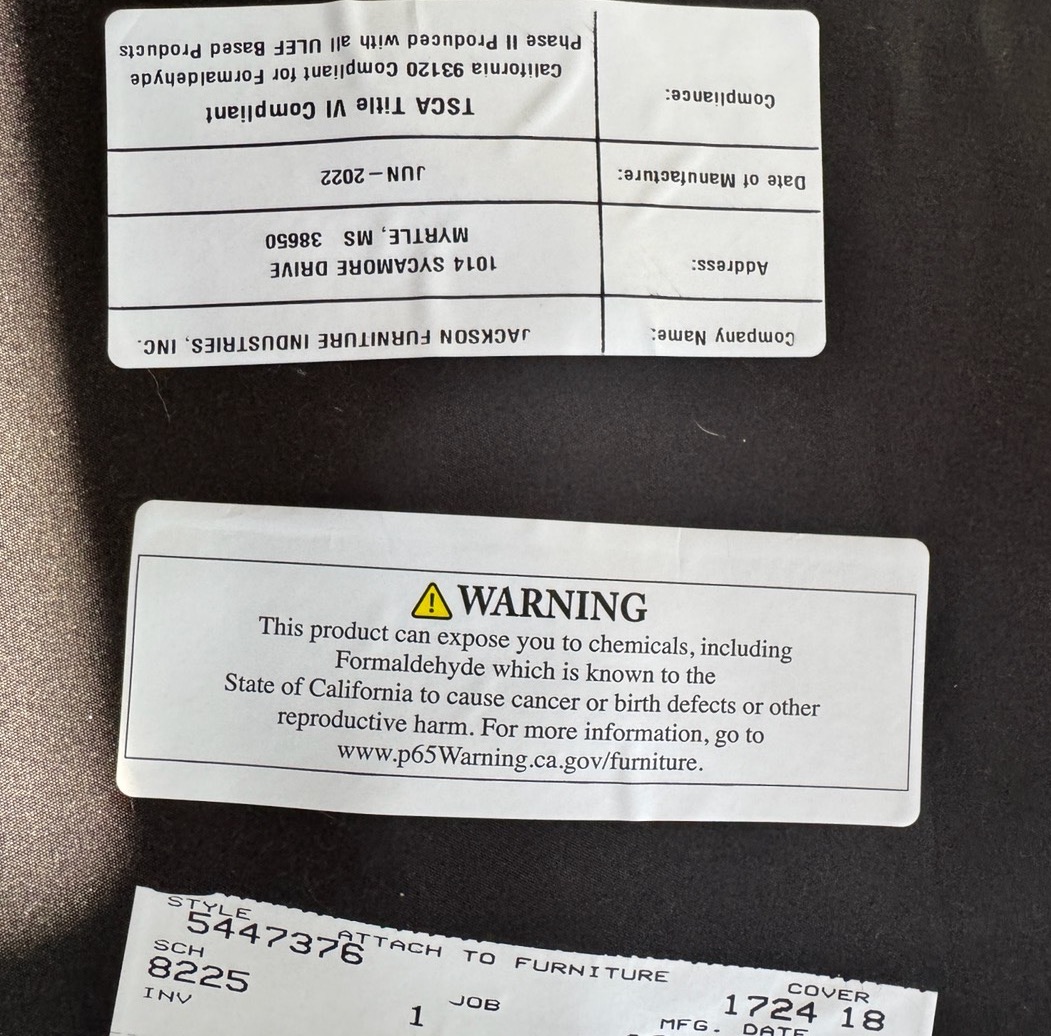 Company Name: JACKSON FURNITURE INDUSTRIES, INC.
Address: 1014 SYCAMORE DRIVE
MYRTLE, MS 38650
Date of Manufacture: JUN-2022
Compliance: TSCA Title VI Compliant
California 93120 Compliant for Formaldehyde
Phase II Produced with all ULEF Based Products
WARNING
This product can expose you to chemicals, including
Formaldehyde which is known to the
State of California to cause cancer or birth defects or other
reproductive harm. For more information, go to
www.p65Warning.ca.gov/furniture.
STYLE ATTACH TO FURNITURE COVER
5447376 1724 18
SCH JOB MFG. DATE
8225 1
INV